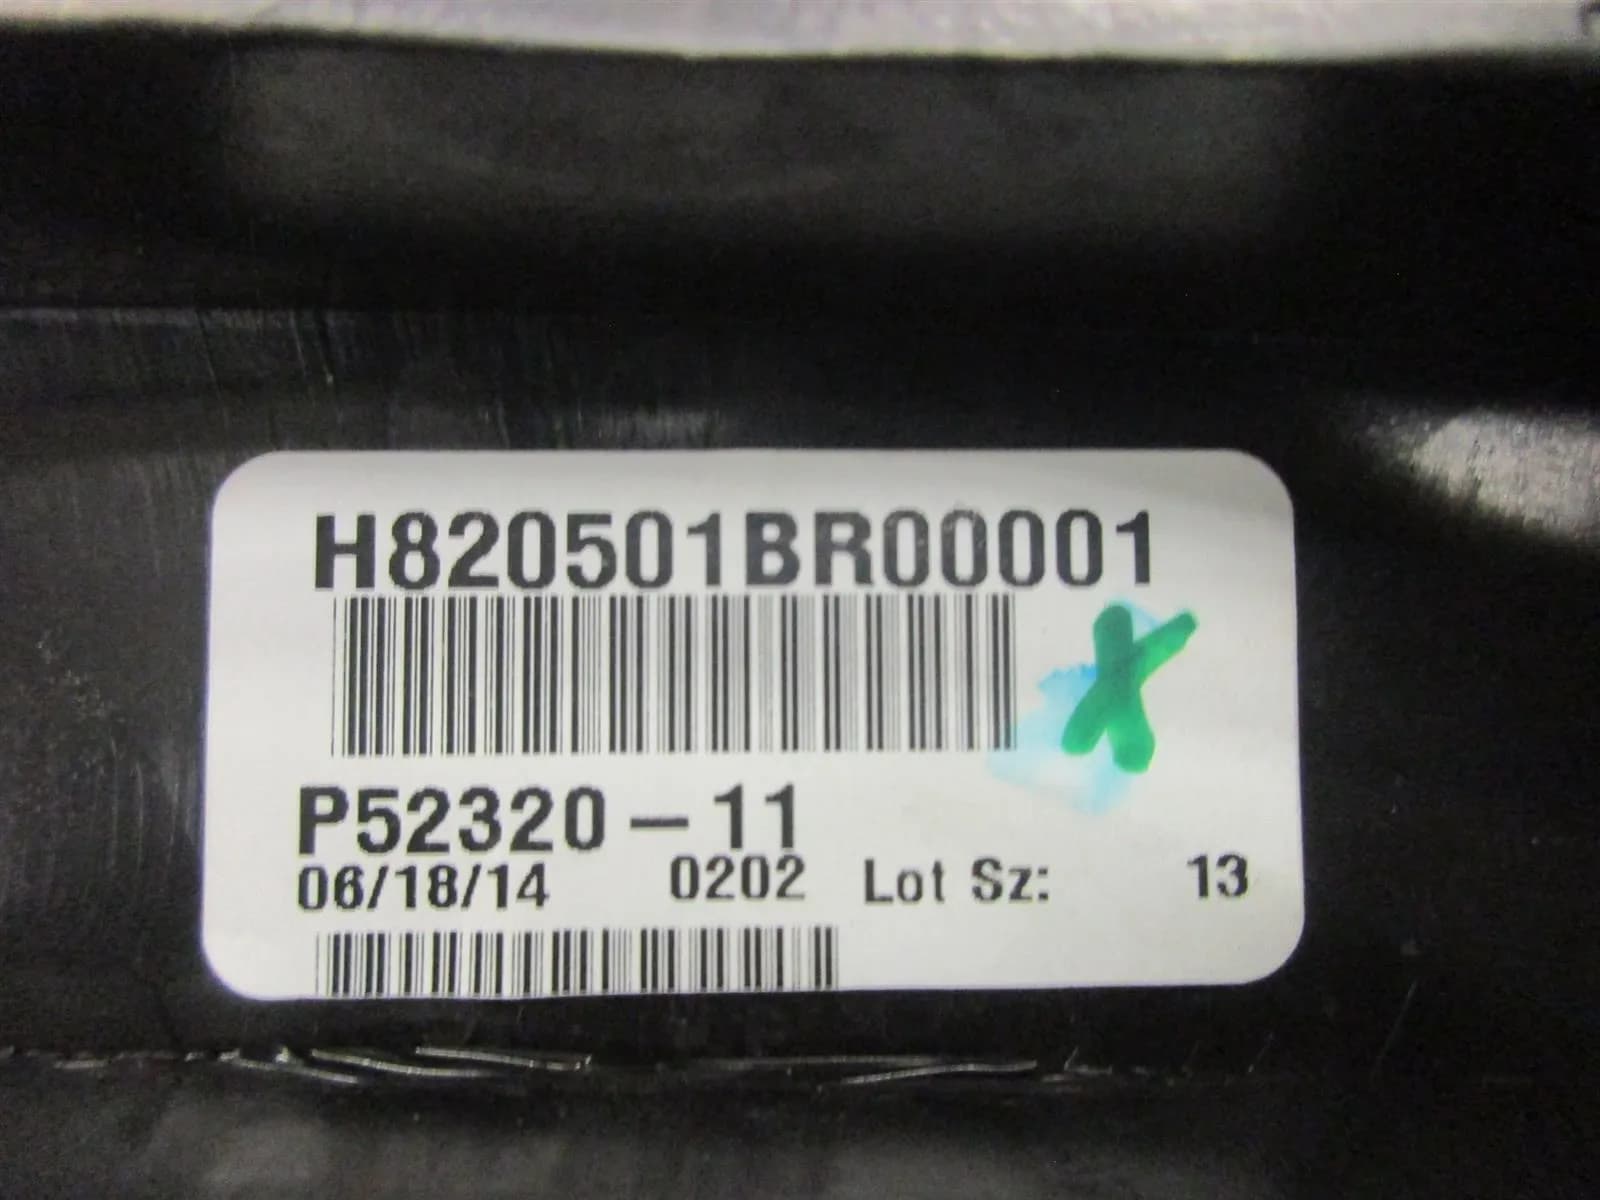 H820501BR00001
P52320-11
06/18/14 0202 Lot Sz: 13